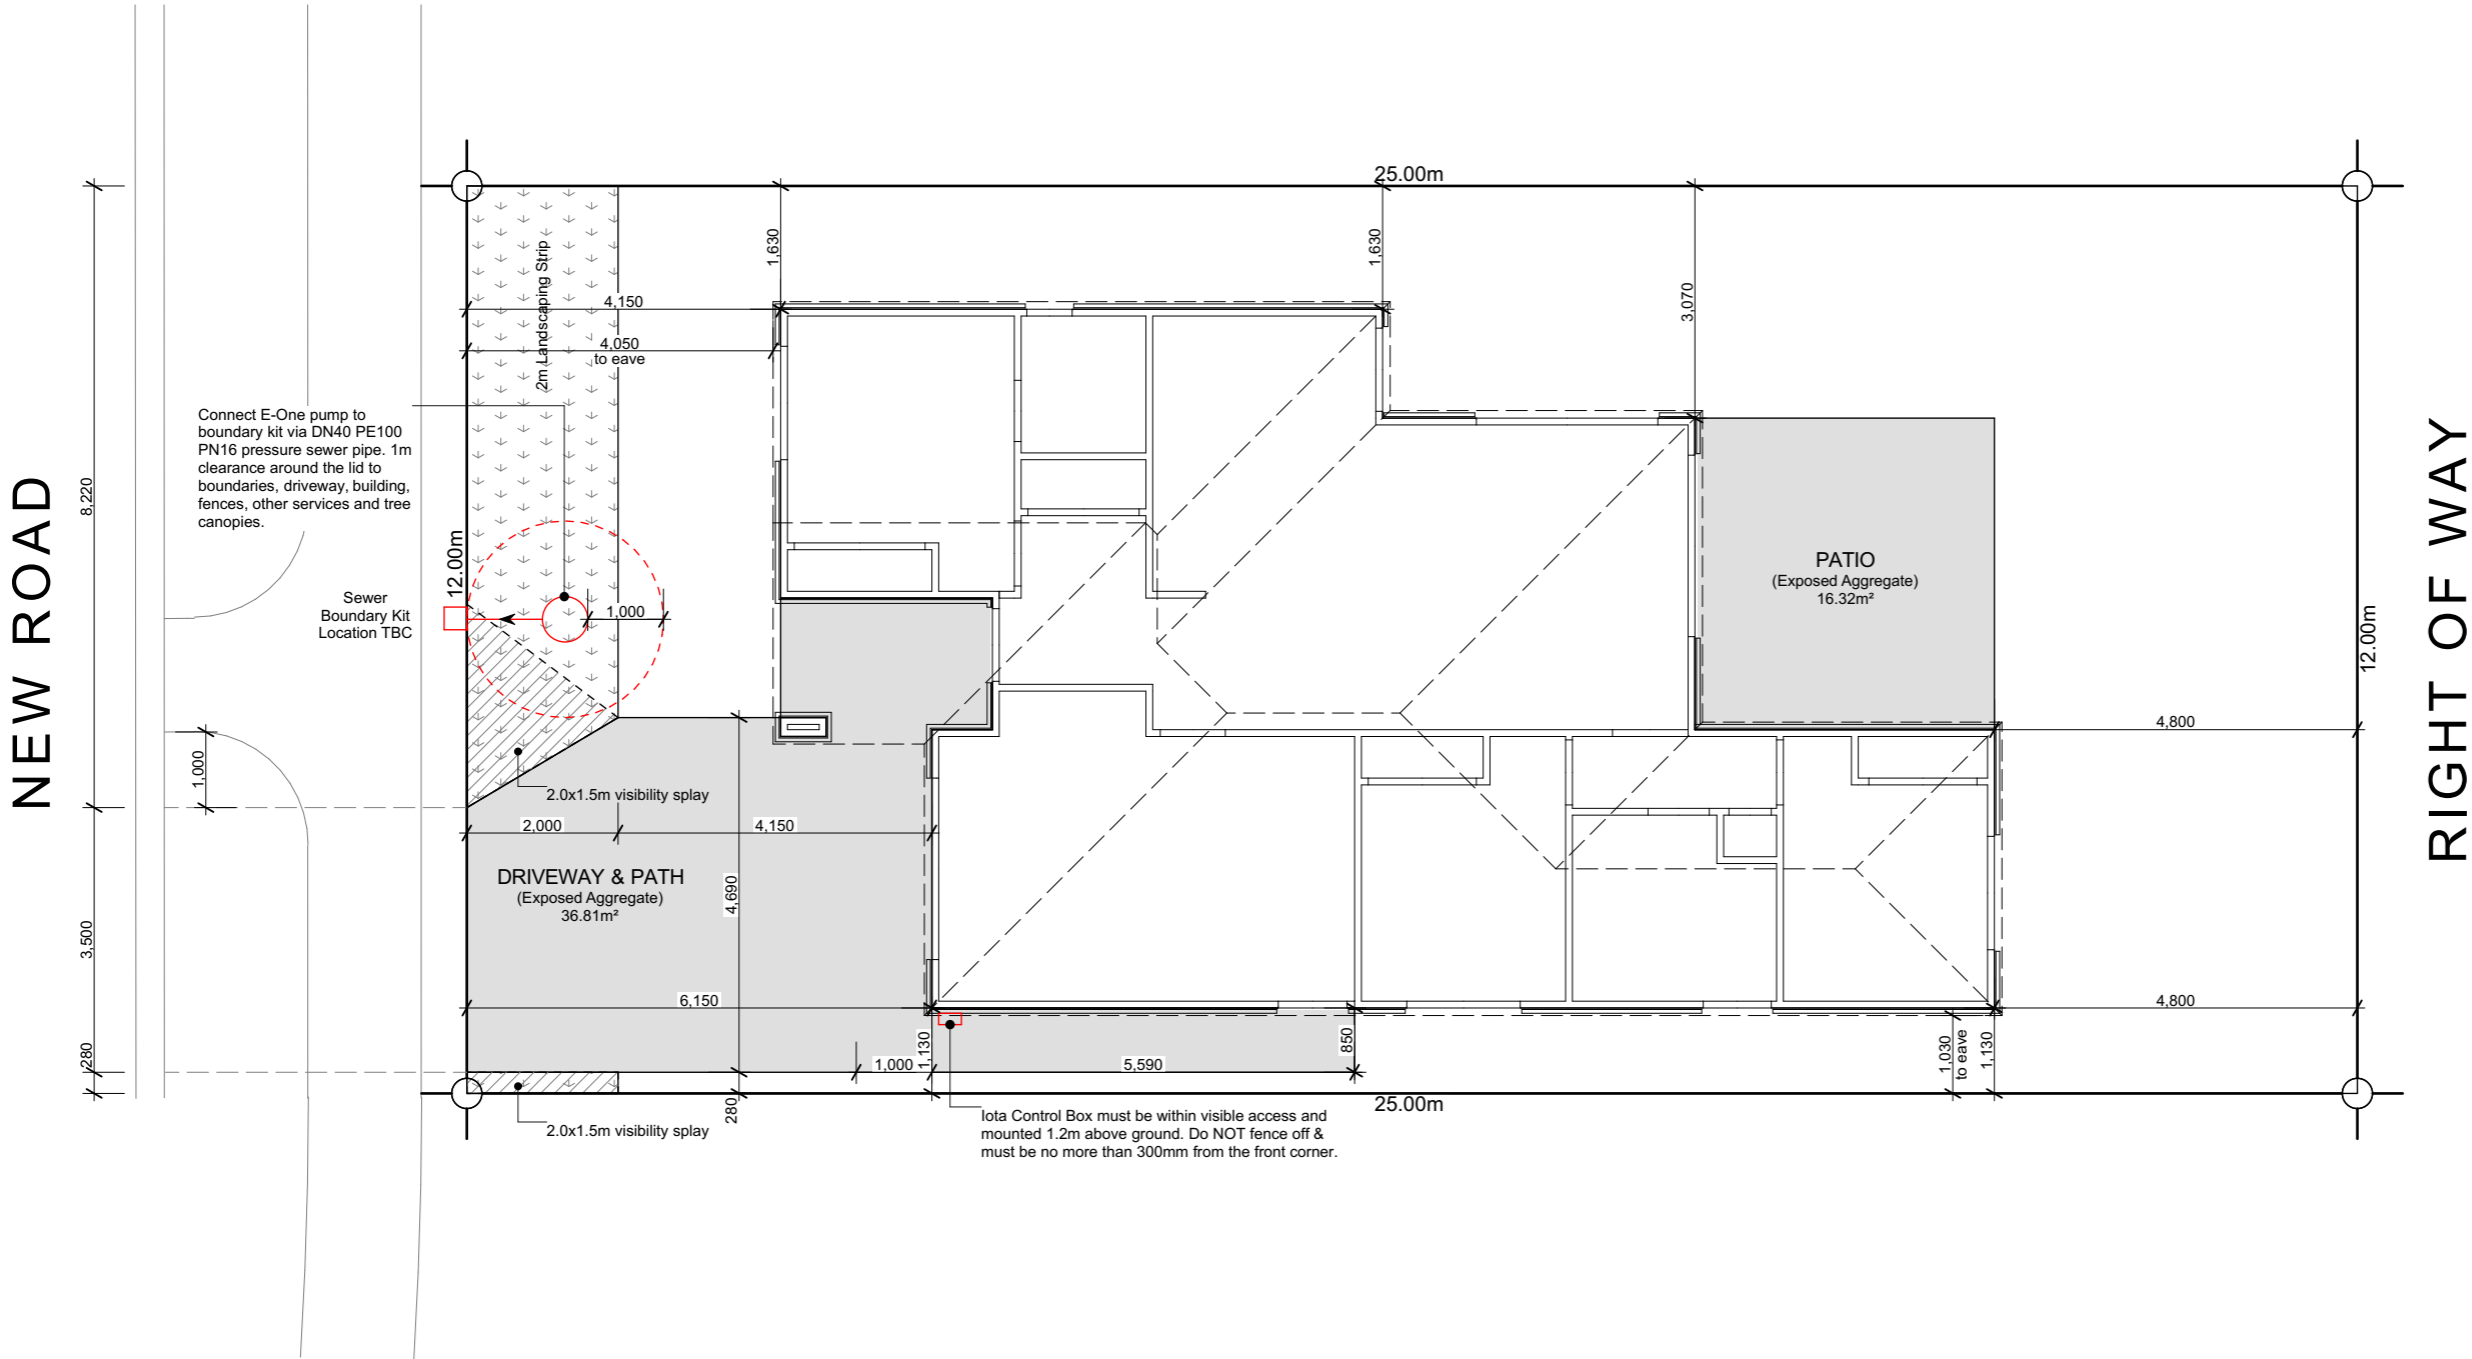 25.00m
1,630
1,630
3,070
2m Landscaping Strip
4,150
4,050
to eave
Connect E-One pump to
boundary kit via DN40 PE100
PN16 pressure sewer pipe. 1m
clearance around the lid to
boundaries, driveway, building,
fences, other services and tree
canopies.
NEW ROAD
8,220
12.00m
Sewer
Boundary Kit
Location TBC
1,000
PATIO
(Exposed Aggregate)
16.32m²
12.00m
RIGHT OF WAY
1,000
2.0x1.5m visibility splay
2,000
4,150
4,800
DRIVEWAY & PATH
(Exposed Aggregate)
36.81m²
4,690
3,500
6,150
4,800
280
1,000
1,130
5,590
850
1,030
to eave
1,130
280
25.00m
2.0x1.5m visibility splay
Iota Control Box must be within visible access and
mounted 1.2m above ground. Do NOT fence off &
must be no more than 300mm from the front corner.